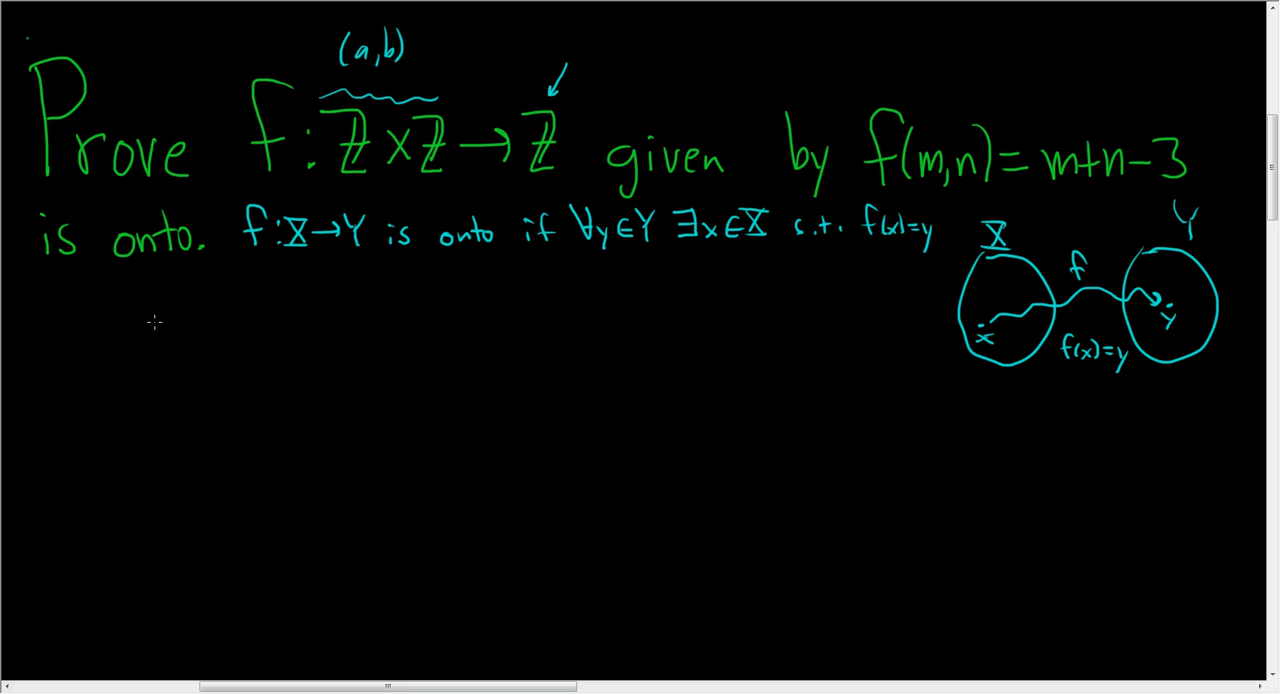 (a,b)
Prove f: ℤ×ℤ→ℤ given by f(m,n)=m+n-3
is onto. f:X→Y is onto if ∀y∈Y ∃x∈X s.t. f(x)=y
X Y
f
x y
f(x)=y